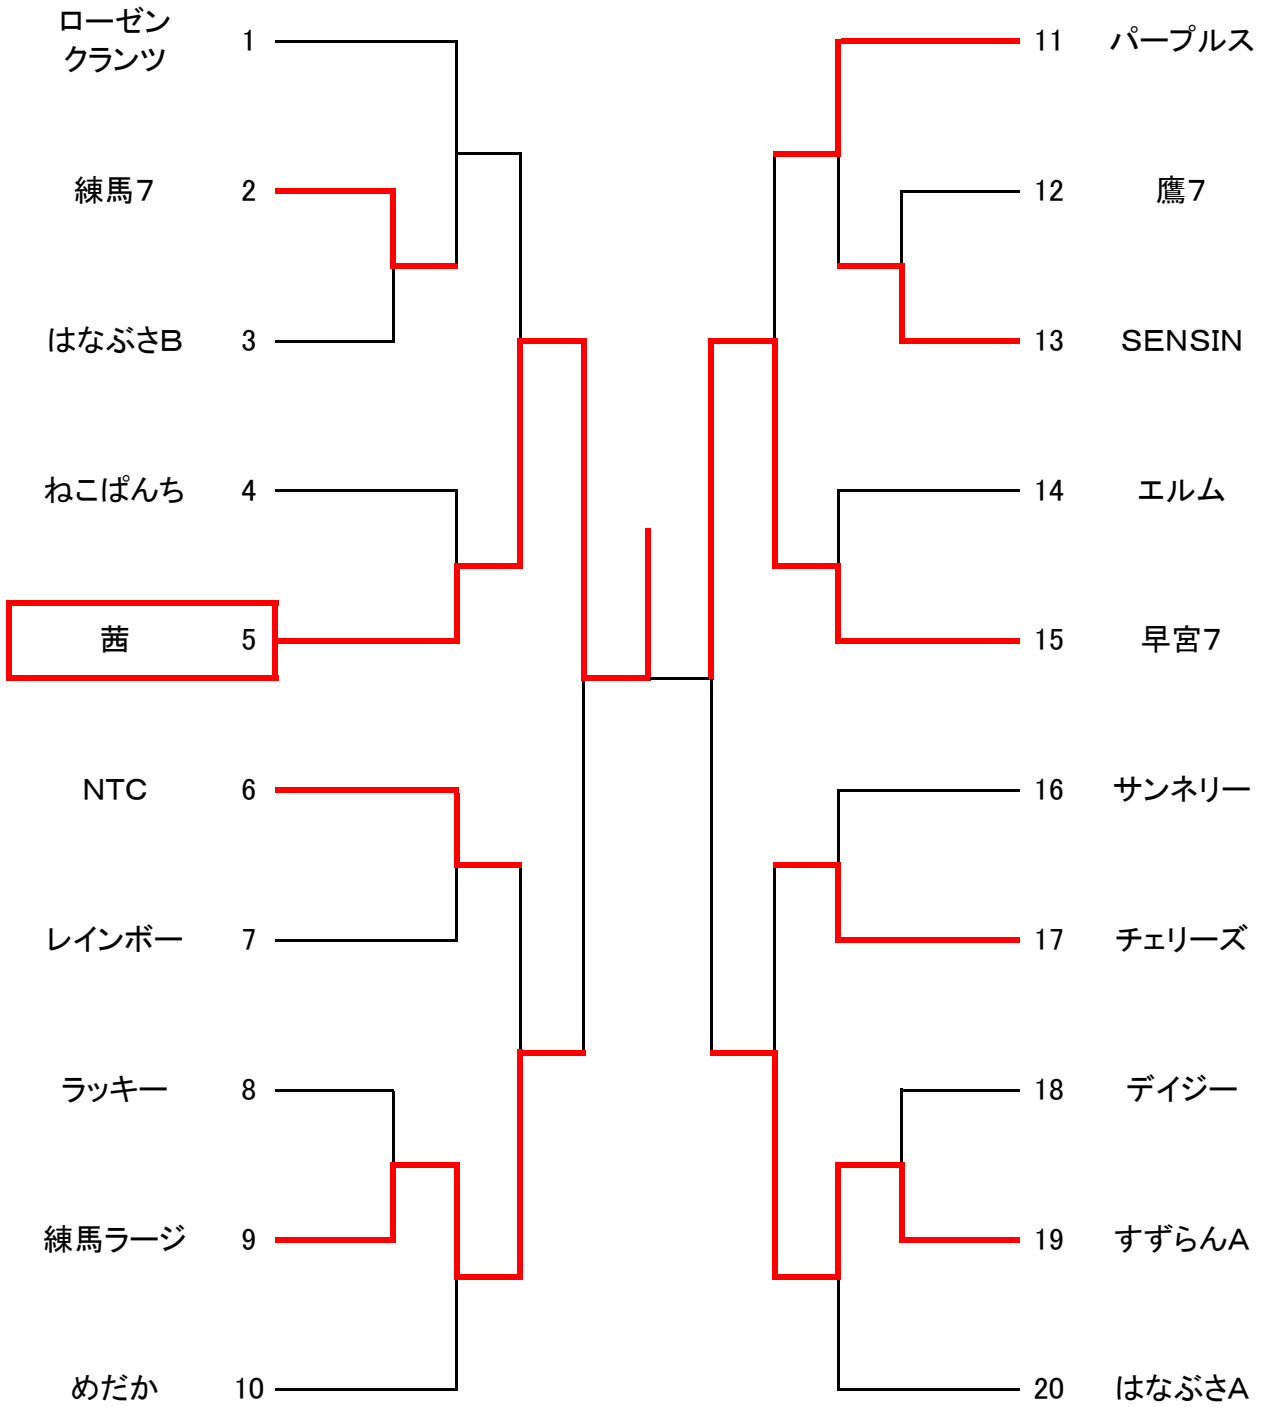 ローゼン
クランツ 1
練馬7 2
はなぶさB 3
ねこぱんち 4
茜 5
NTC 6
レインボー 7
ラッキー 8
練馬ラージ 9
めだか 10
11 パープルス
12 鷹7
13 SENSIN
14 エルム
15 早宮7
16 サンネリー
17 チェリーズ
18 デイジー
19 すずらんA
20 はなぶさA